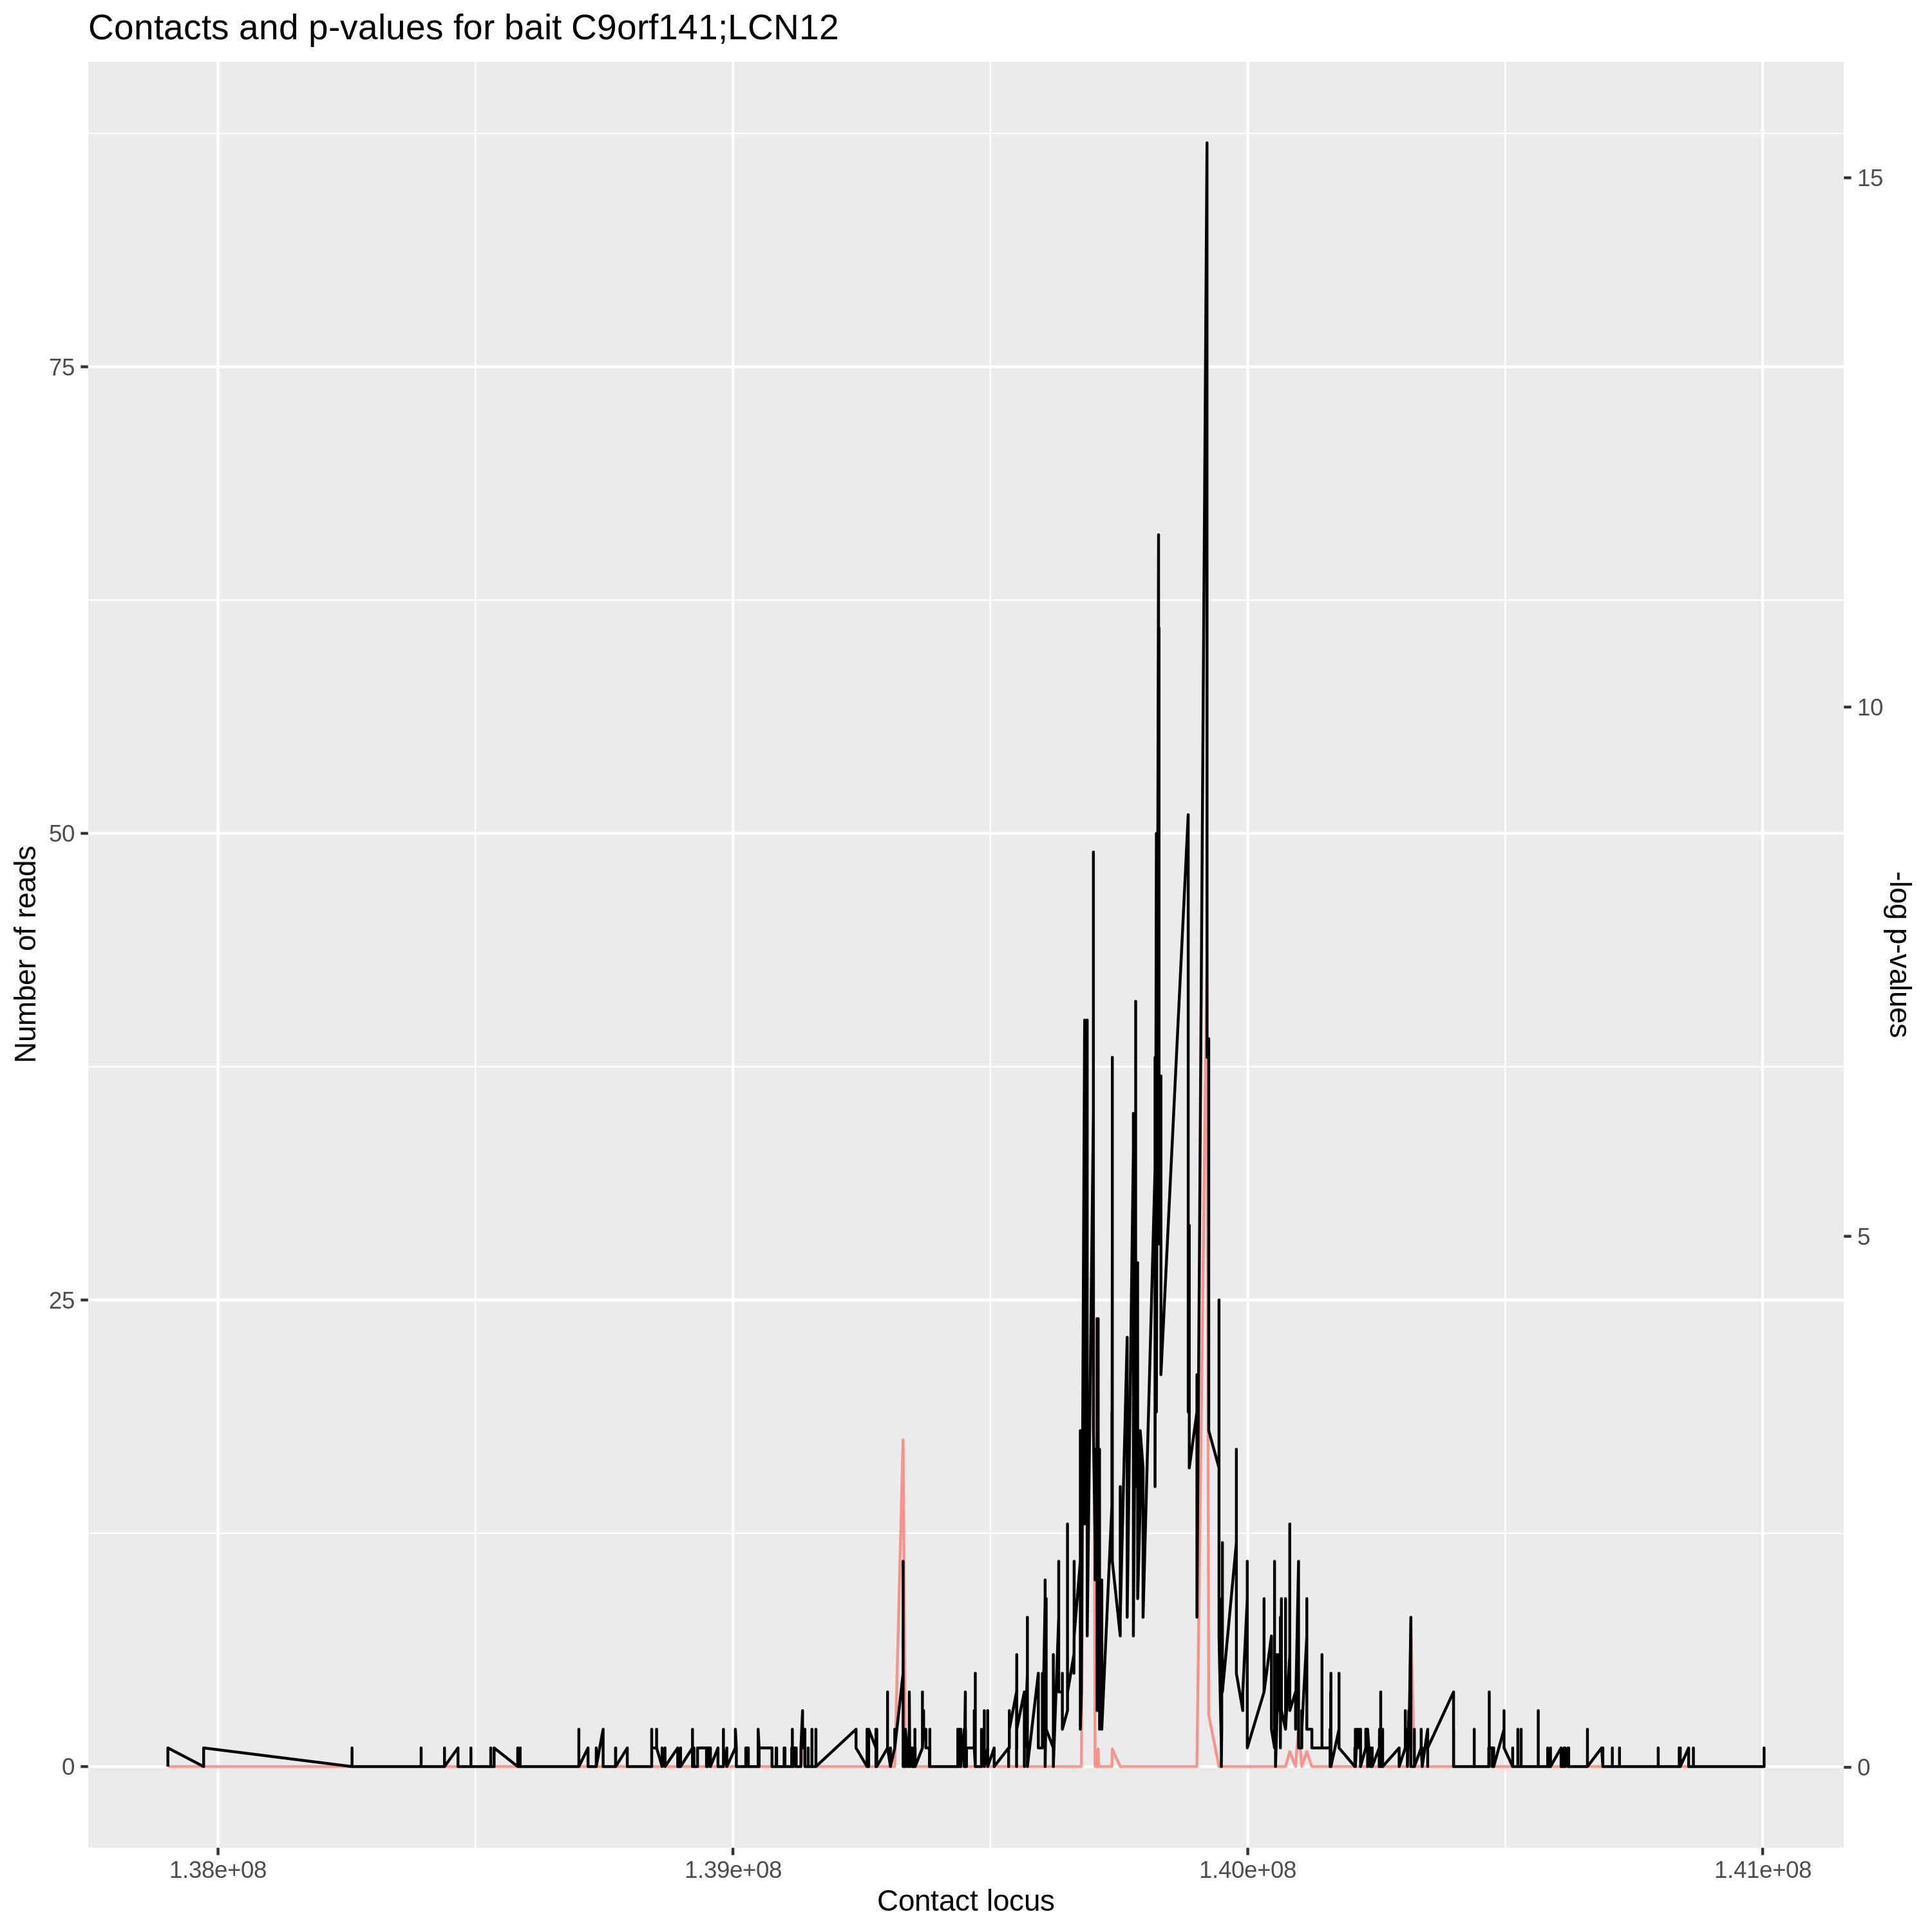 Contacts and p-values for bait C9orf141;LCN12
Number of reads
75
50
25
0
15
10
5
0
-log p-values
1.38e+08
1.39e+08
1.40e+08
1.41e+08
Contact locus